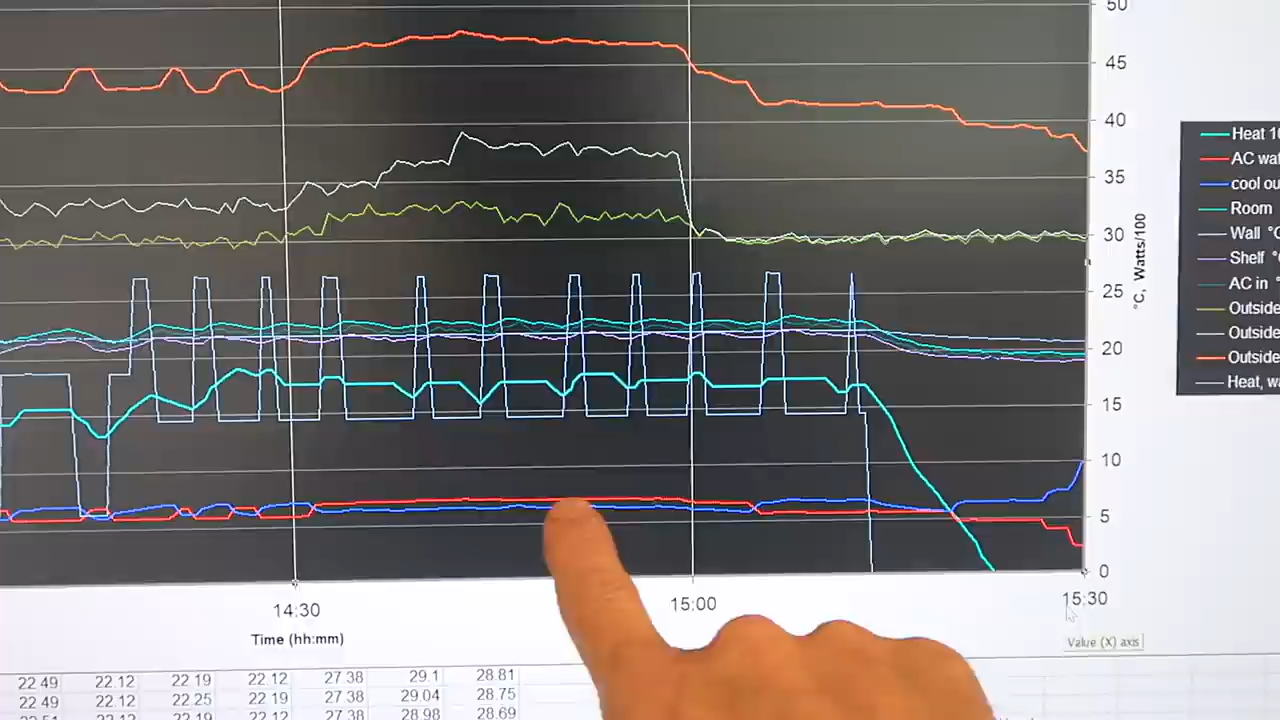 50
45
40
35
30
25
20
15
10
5
0
°C, Watts/100
Heat
AC
cool
Room
Wall
Shelf
AC in
Outside
Outside
Outside
Heat,
14:30
15:00
15:30
Time (hh:mm)
Value (X) axis
22.49 22.12 22.19 22.12 27.38 29.1 28.81
22.49 22.12 22.25 22.19 27.38 29.04 28.75
22.12 22.19 22.12 27.38 28.98 28.69